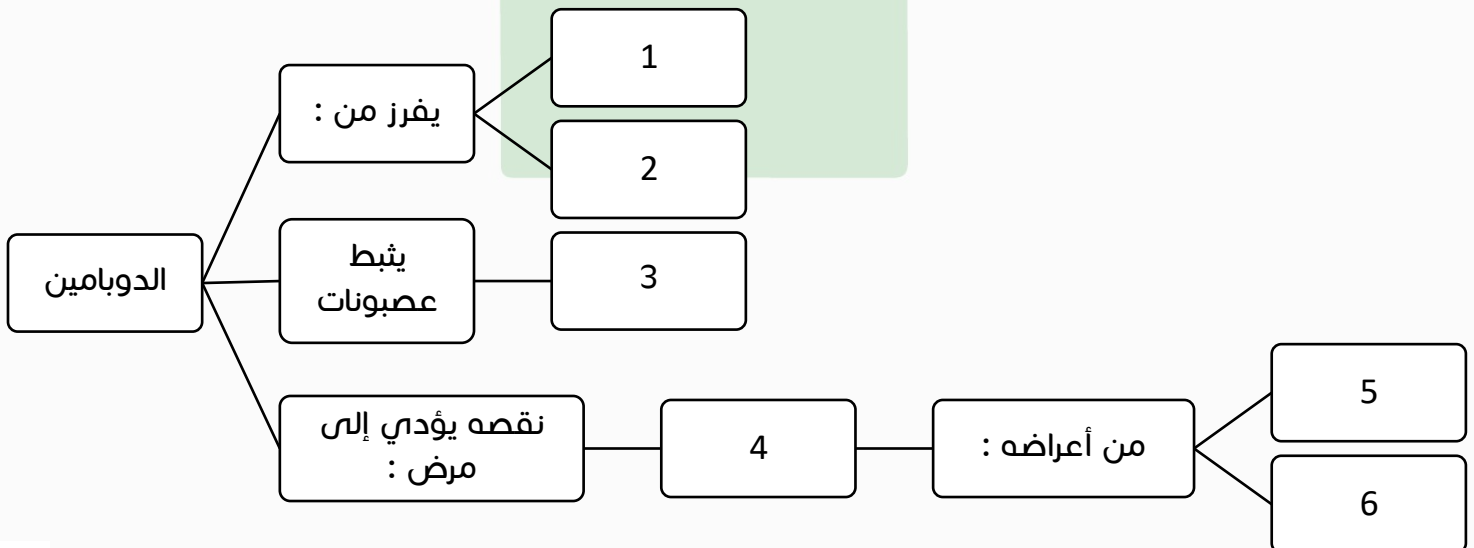 1
يفرز من :
2
يثبط
عصبونات
3
الدوبامين
نقصه يؤدي إلى
مرض :
4
من أعراضه :
5
6